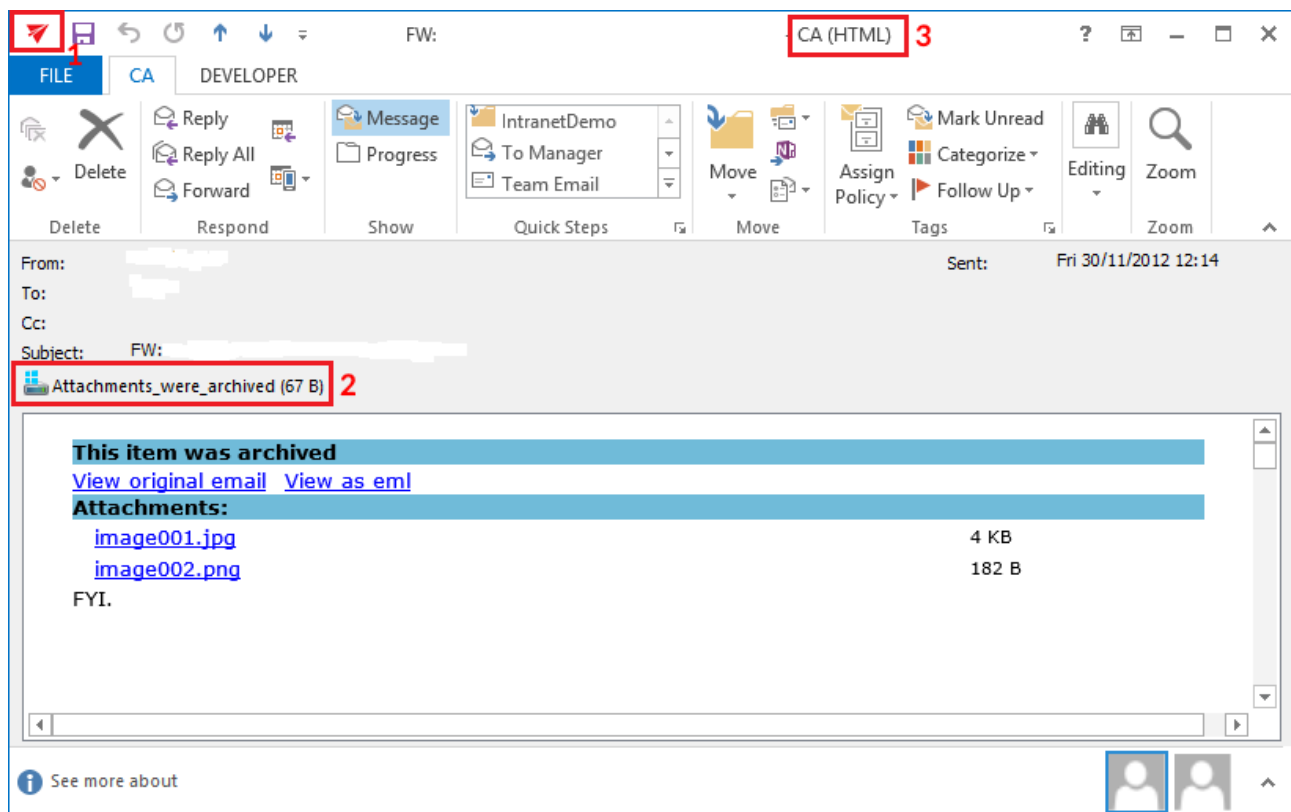 FW:
CA (HTML)
3
?
1
FILE
CA
DEVELOPER
Delete
Reply
Reply All
Forward
Message
Progress
IntranetDemo
To Manager
Team Email
Move
Assign
Policy
Mark Unread
Categorize
Follow Up
Editing
Zoom
Delete
Respond
Show
Quick Steps
Move
Tags
Zoom
From:
Sent:
Fri 30/11/2012 12:14
To:
Cc:
Subject:
FW:
Attachments_were_archived (67 B)
2
This item was archived
View original email View as eml
Attachments:
image001.jpg 4 KB
image002.png 182 B
FYI.
See more about